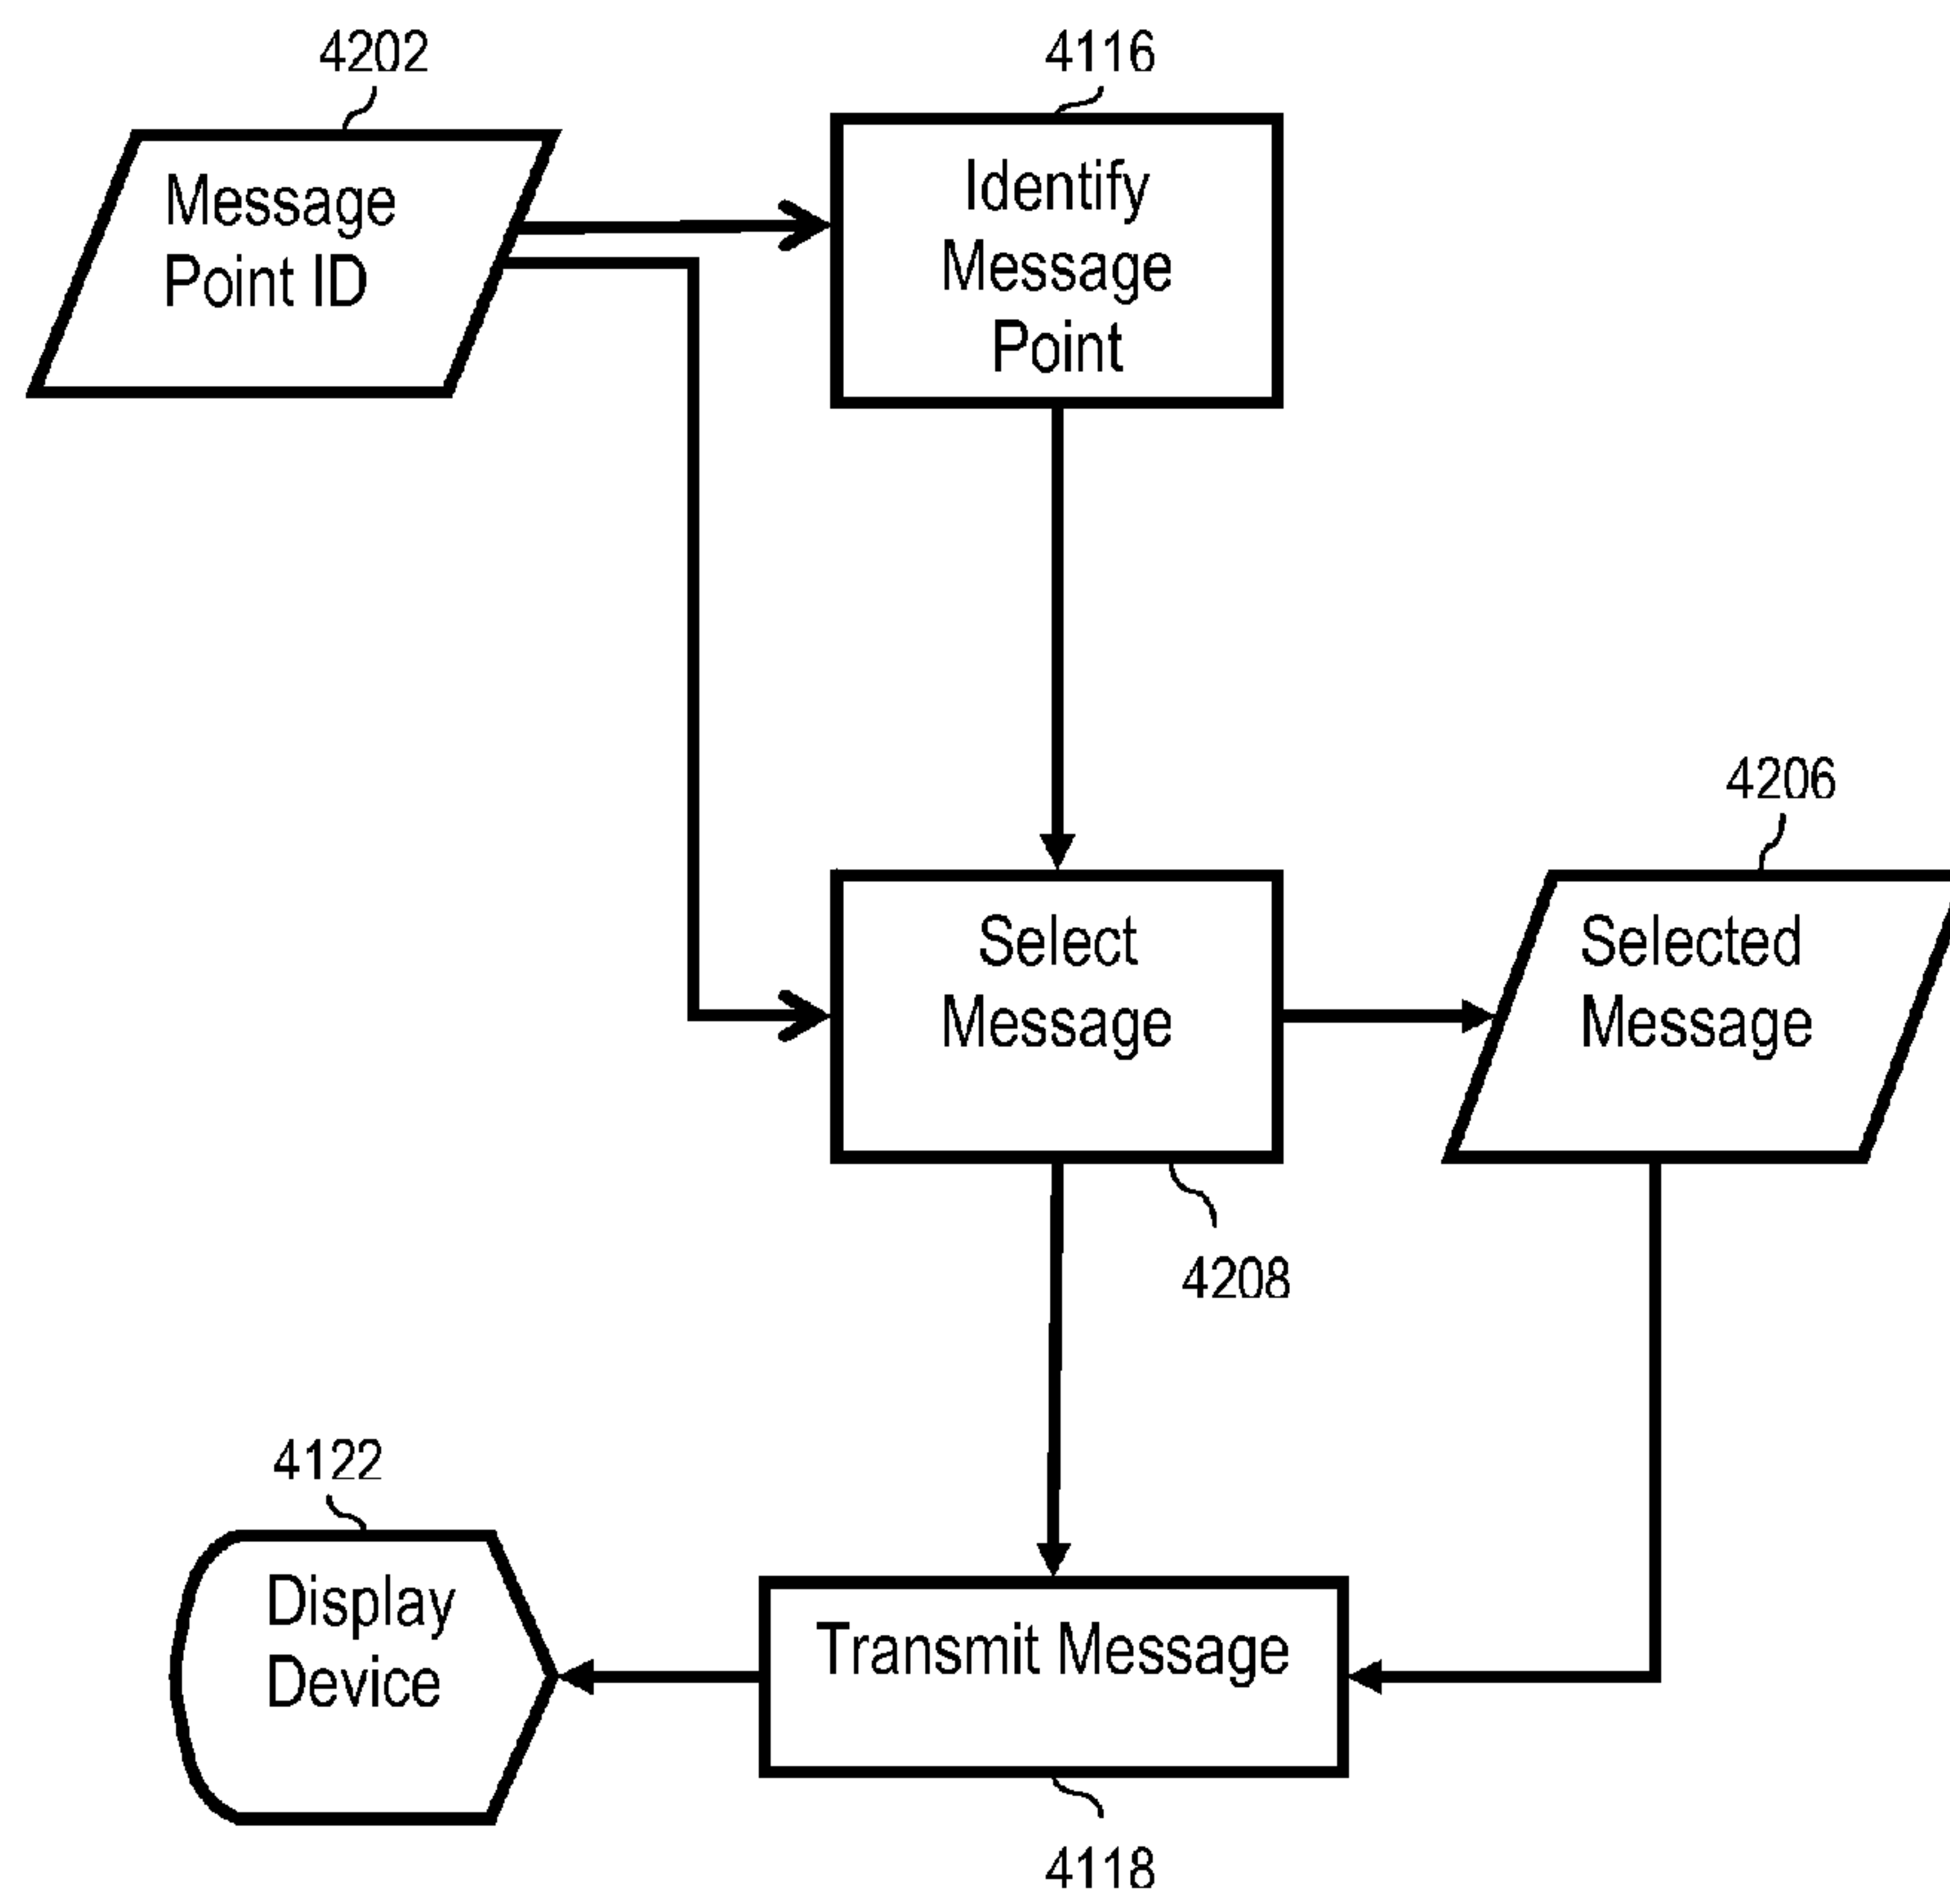 4202
Message
Point ID
4116
Identify
Message
Point
4206
Select
Message
Selected
Message
4208
4122
Display
Device
Transmit Message
4118